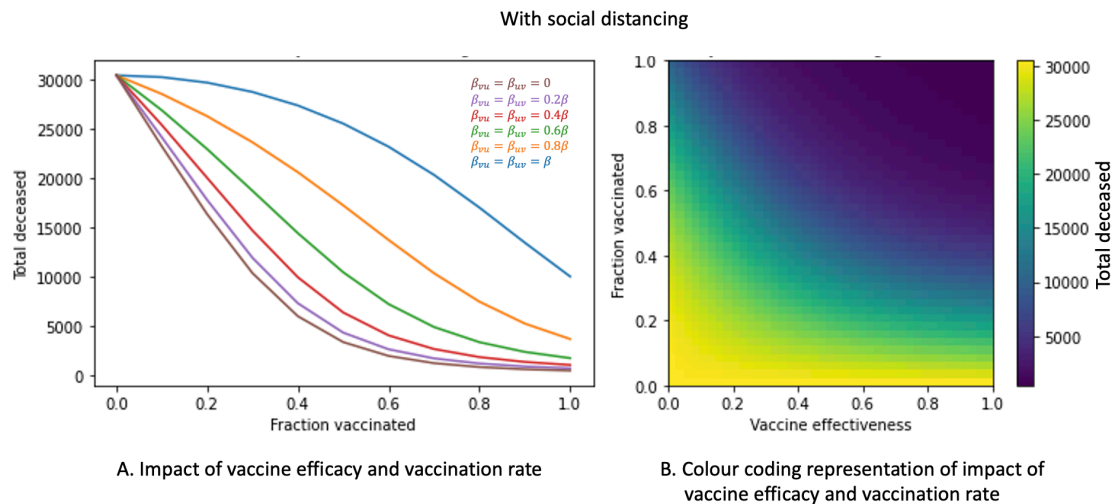 With social distancing
30000
25000
20000
15000
10000
5000
0
Total deceased
0.0 0.2 0.4 0.6 0.8 1.0
Fraction vaccinated
βvu = βuv = 0
βvu = βuv = 0.2β
βvu = βuv = 0.4β
βvu = βuv = 0.6β
βvu = βuv = 0.8β
βvu = βuv = β
A. Impact of vaccine efficacy and vaccination rate
1.0
0.8
0.6
0.4
0.2
0.0
Fraction vaccinated
0.0 0.2 0.4 0.6 0.8 1.0
Vaccine effectiveness
30000
25000
20000
15000
10000
5000
Total deceased
B. Colour coding representation of impact of
vaccine efficacy and vaccination rate